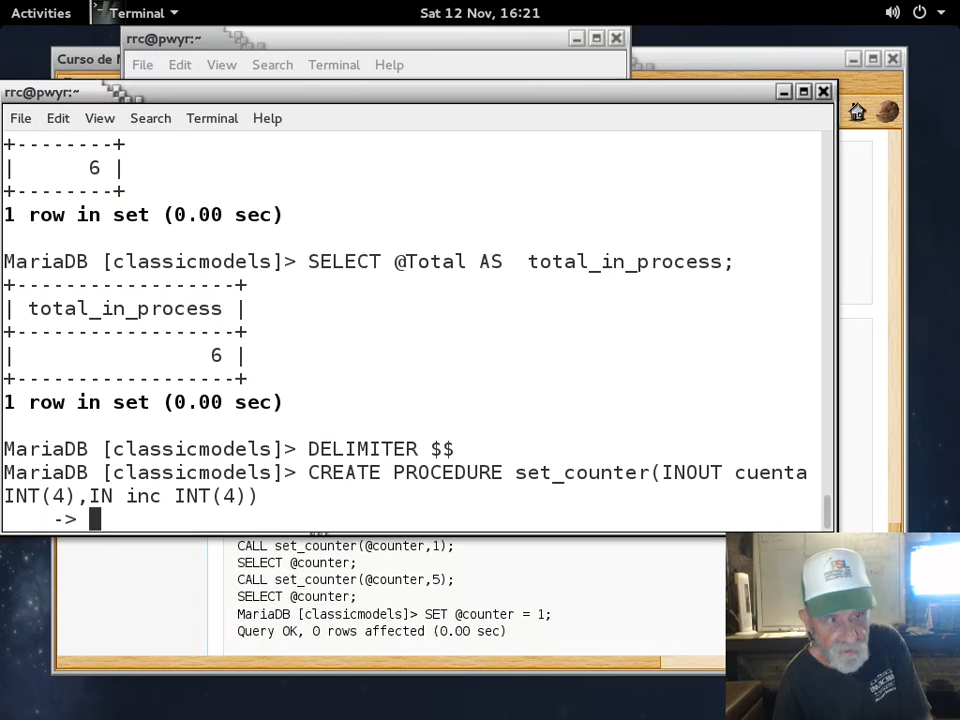 Activities
Terminal
Sat 12 Nov, 16:21
rrc@pwyr:~
File Edit View Search Terminal Help
Curso de
rrc@pwyr:~
File Edit View Search Terminal Help
+--------+
|      6 |
+--------+
1 row in set (0.00 sec)
MariaDB [classicmodels]> SELECT @Total AS  total_in_process;
+------------------+
| total_in_process |
+------------------+
|                6 |
+------------------+
1 row in set (0.00 sec)
MariaDB [classicmodels]> DELIMITER $$
MariaDB [classicmodels]> CREATE PROCEDURE set_counter(INOUT cuenta
INT(4),IN inc INT(4))
    ->
CALL set_counter(@counter,1);
SELECT @counter;
CALL set_counter(@counter,5);
SELECT @counter;
MariaDB [classicmodels]> SET @counter = 1;
Query OK, 0 rows affected (0.00 sec)